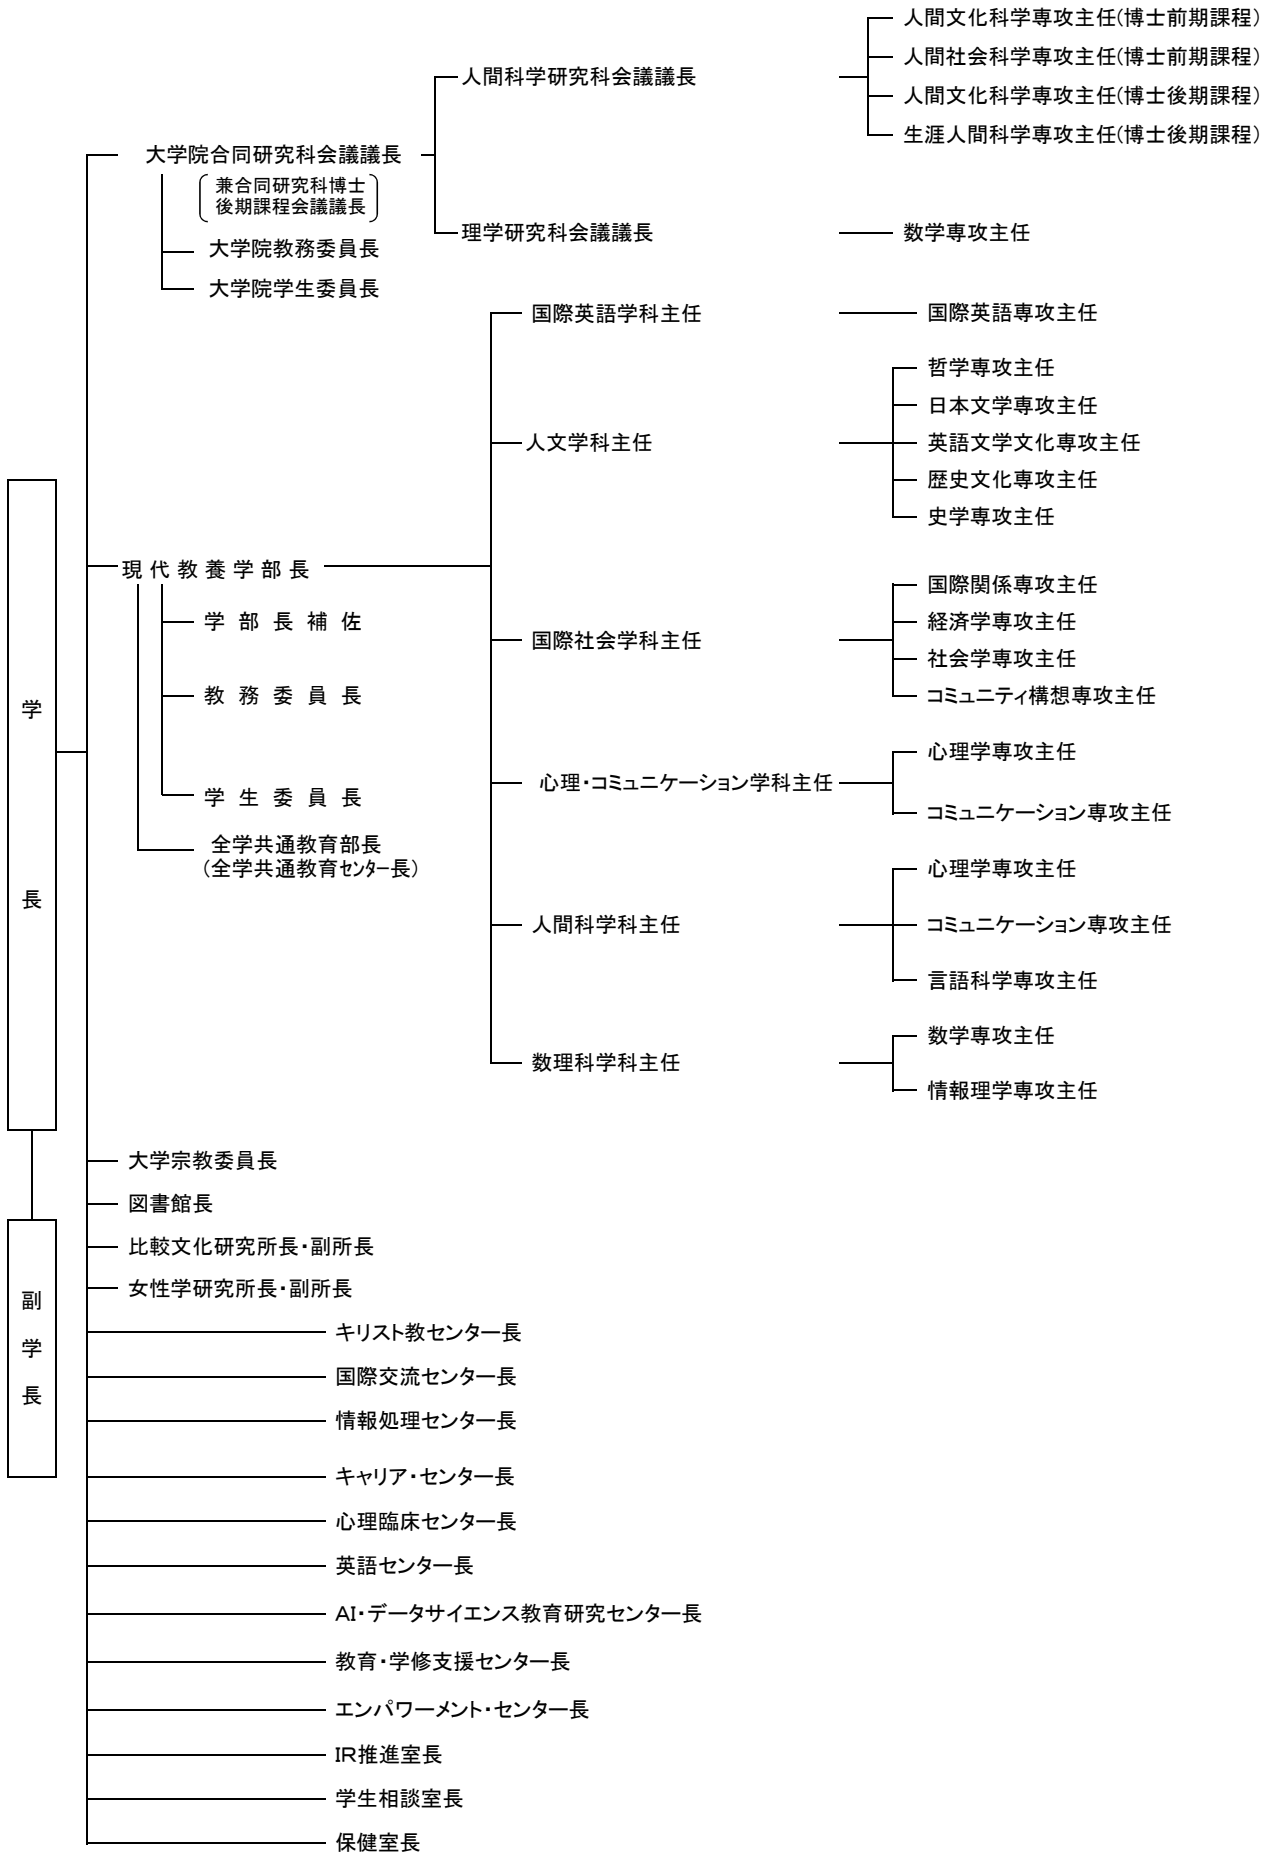 人間文化科学専攻主任(博士前期課程)
人間社会科学専攻主任(博士前期課程)
人間文化科学専攻主任(博士後期課程)
生涯人間科学専攻主任(博士後期課程)
人間科学研究科会議議長
大学院合同研究科会議議長
兼合同研究科博士
後期課程会議議長
大学院教務委員長
大学院学生委員長
理学研究科会議議長
数学専攻主任
国際英語学科主任
国際英語専攻主任
人文学科主任
哲学専攻主任
日本文学専攻主任
英語文学文化専攻主任
歴史文化専攻主任
史学専攻主任
現代教養学部長
学部長補佐
教務委員長
学生委員長
全学共通教育部長
(全学共通教育センター長)
国際社会学科主任
国際関係専攻主任
経済学専攻主任
社会学専攻主任
コミュニティ構想専攻主任
心理・コミュニケーション学科主任
心理学専攻主任
コミュニケーション専攻主任
人間科学科主任
心理学専攻主任
コミュニケーション専攻主任
言語科学専攻主任
数理科学科主任
数学専攻主任
情報理学専攻主任
学長
副学長
大学宗教委員長
図書館長
比較文化研究所長・副所長
女性学研究所長・副所長
キリスト教センター長
国際交流センター長
情報処理センター長
キャリア・センター長
心理臨床センター長
英語センター長
AI・データサイエンス教育研究センター長
教育・学修支援センター長
エンパワーメント・センター長
IR推進室長
学生相談室長
保健室長